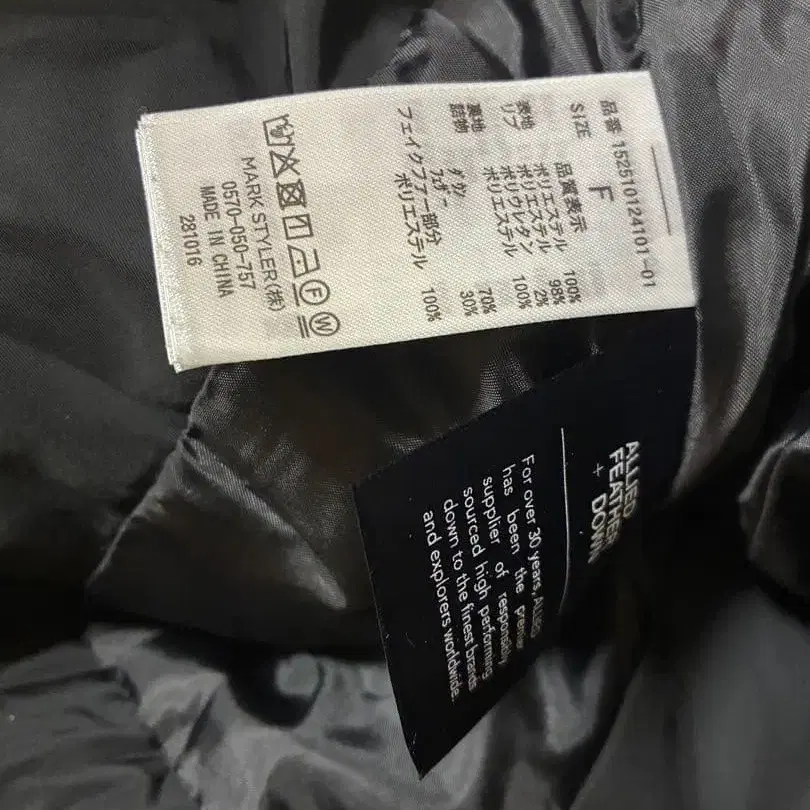 品番 152510124101-01
SIZE F
品質表示
表地 ポリエステル 100%
リブ ポリエステル 98%
ポリウレタン 2%
裏地 ポリエステル 100%
詰物 ダウン 70%
フェザー 30%
フェイクファー部分
ポリエステル 100%
F
W
MARK STYLER(株)
0570-050-757
MADE IN CHINA
281016
ALLIED
FEATHER
+ DOWN
For over 30 years, ALLIED
has been the premier
supplier of responsibly
sourced high performing
down to the finest brands
and explorers worldwide.